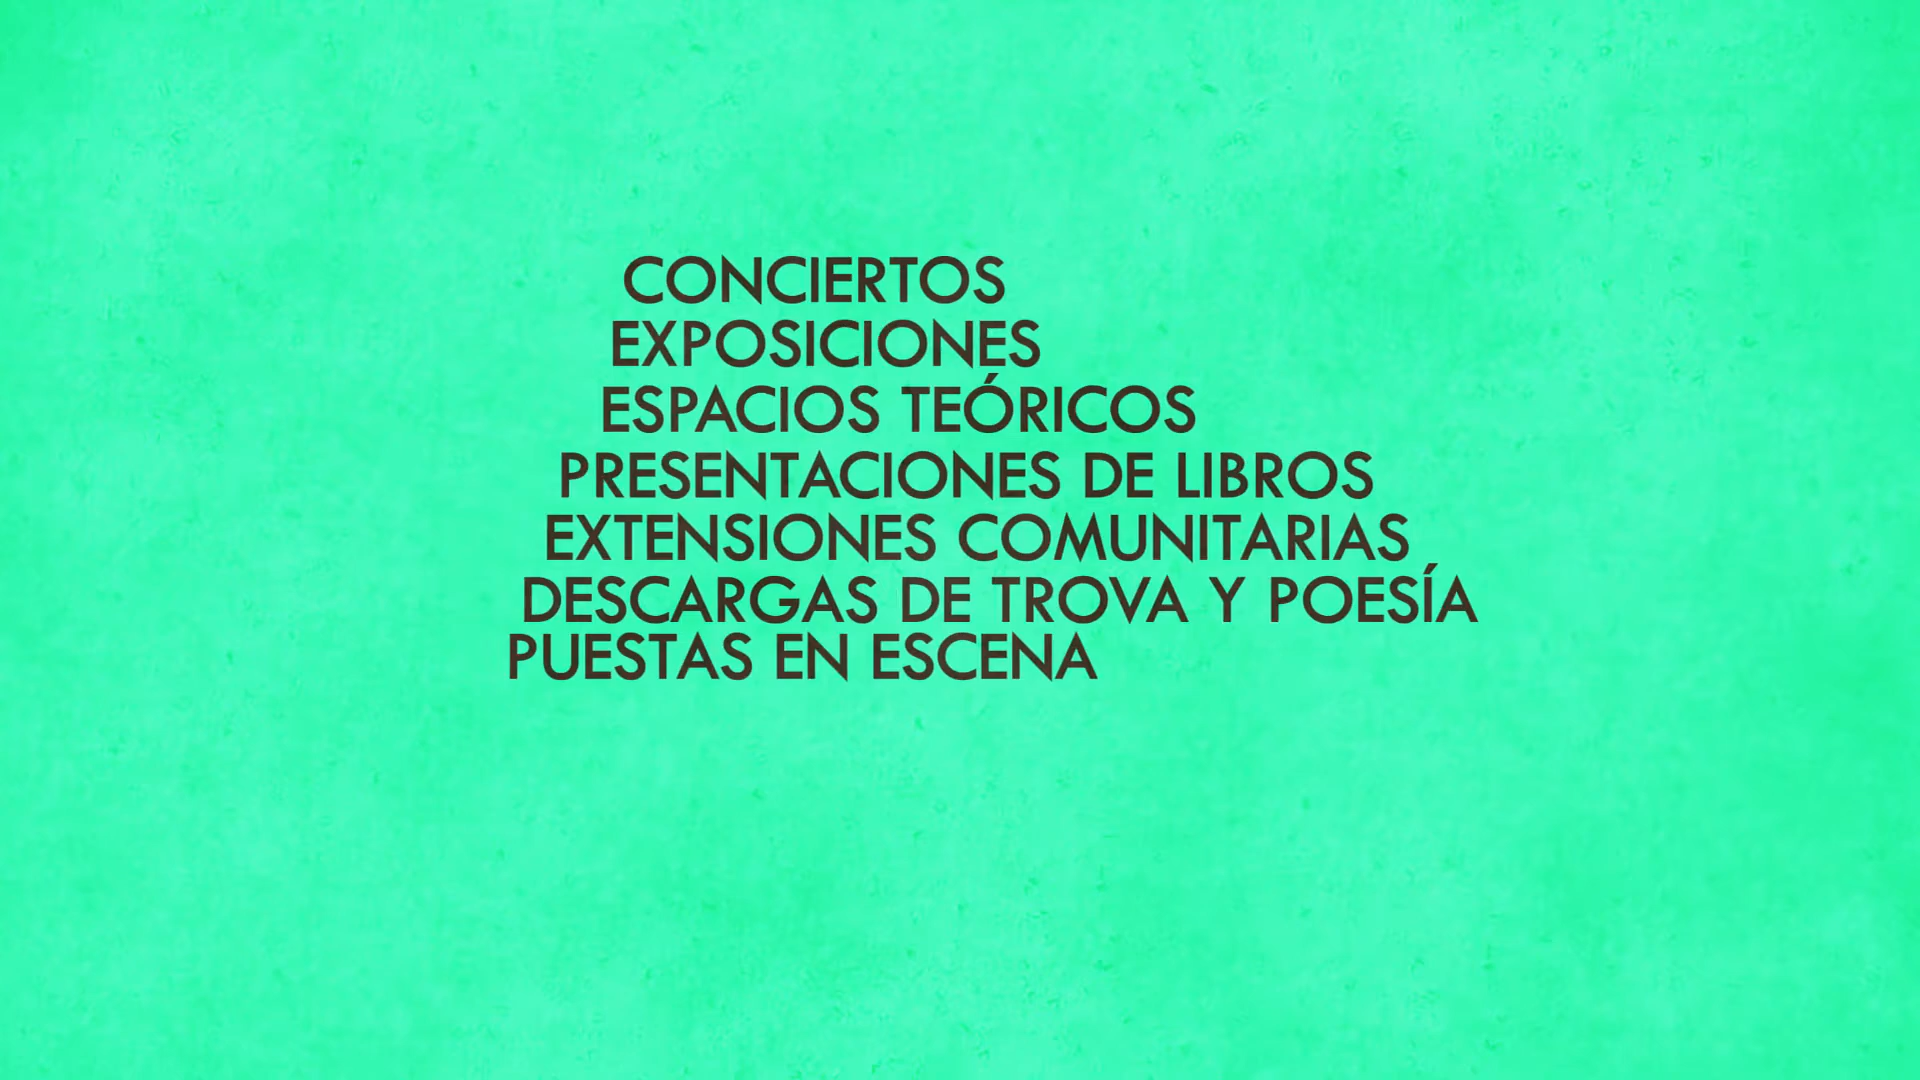 CONCIERTOS
EXPOSICIONES
ESPACIOS TEÓRICOS
PRESENTACIONES DE LIBROS
EXTENSIONES COMUNITARIAS
DESCARGAS DE TROVA Y POESÍA
PUESTAS EN ESCENA